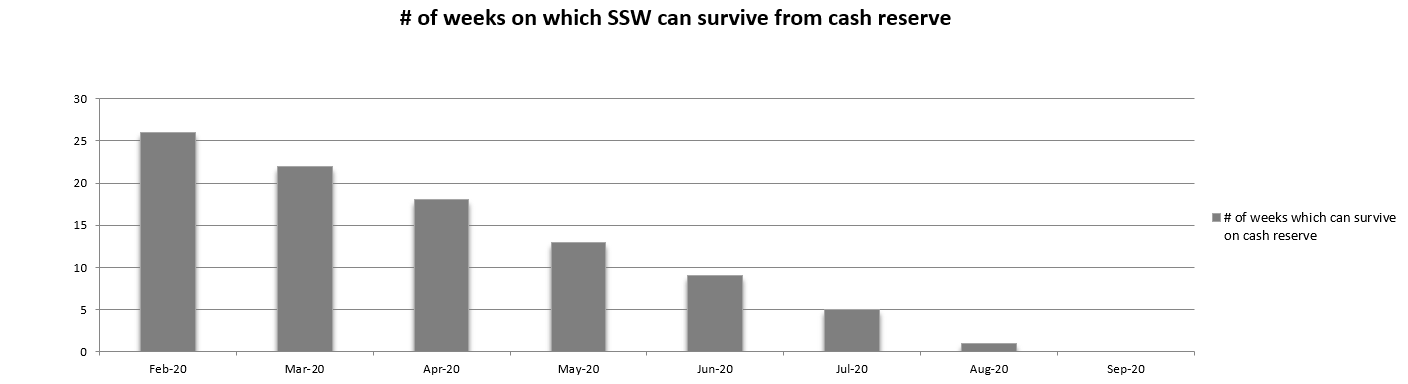 # of weeks on which SSW can survive from cash reserve
30
25
20
15
10
5
0
Feb-20
Mar-20
Apr-20
May-20
Jun-20
Jul-20
Aug-20
Sep-20
# of weeks which can survive
on cash reserve